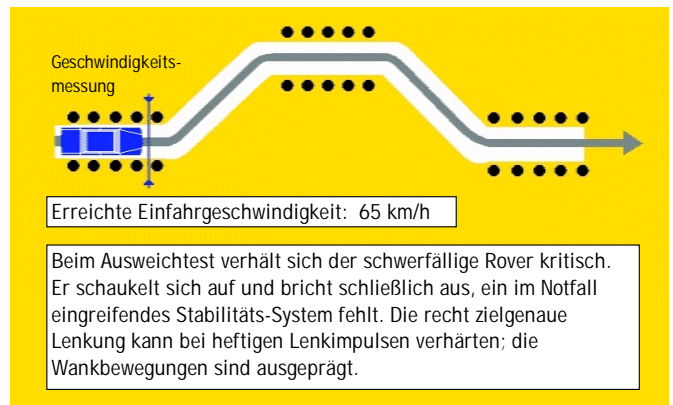 Geschwindigkeits-
messung
Erreichte Einfahrgeschwindigkeit: 65 km/h
Beim Ausweichtest verhält sich der schwerfällige Rover kritisch.
Er schaukelt sich auf und bricht schließlich aus, ein im Notfall
eingreifendes Stabilitäts-System fehlt. Die recht zielgenaue
Lenkung kann bei heftigen Lenkimpulsen verhärten; die
Wankbewegungen sind ausgeprägt.